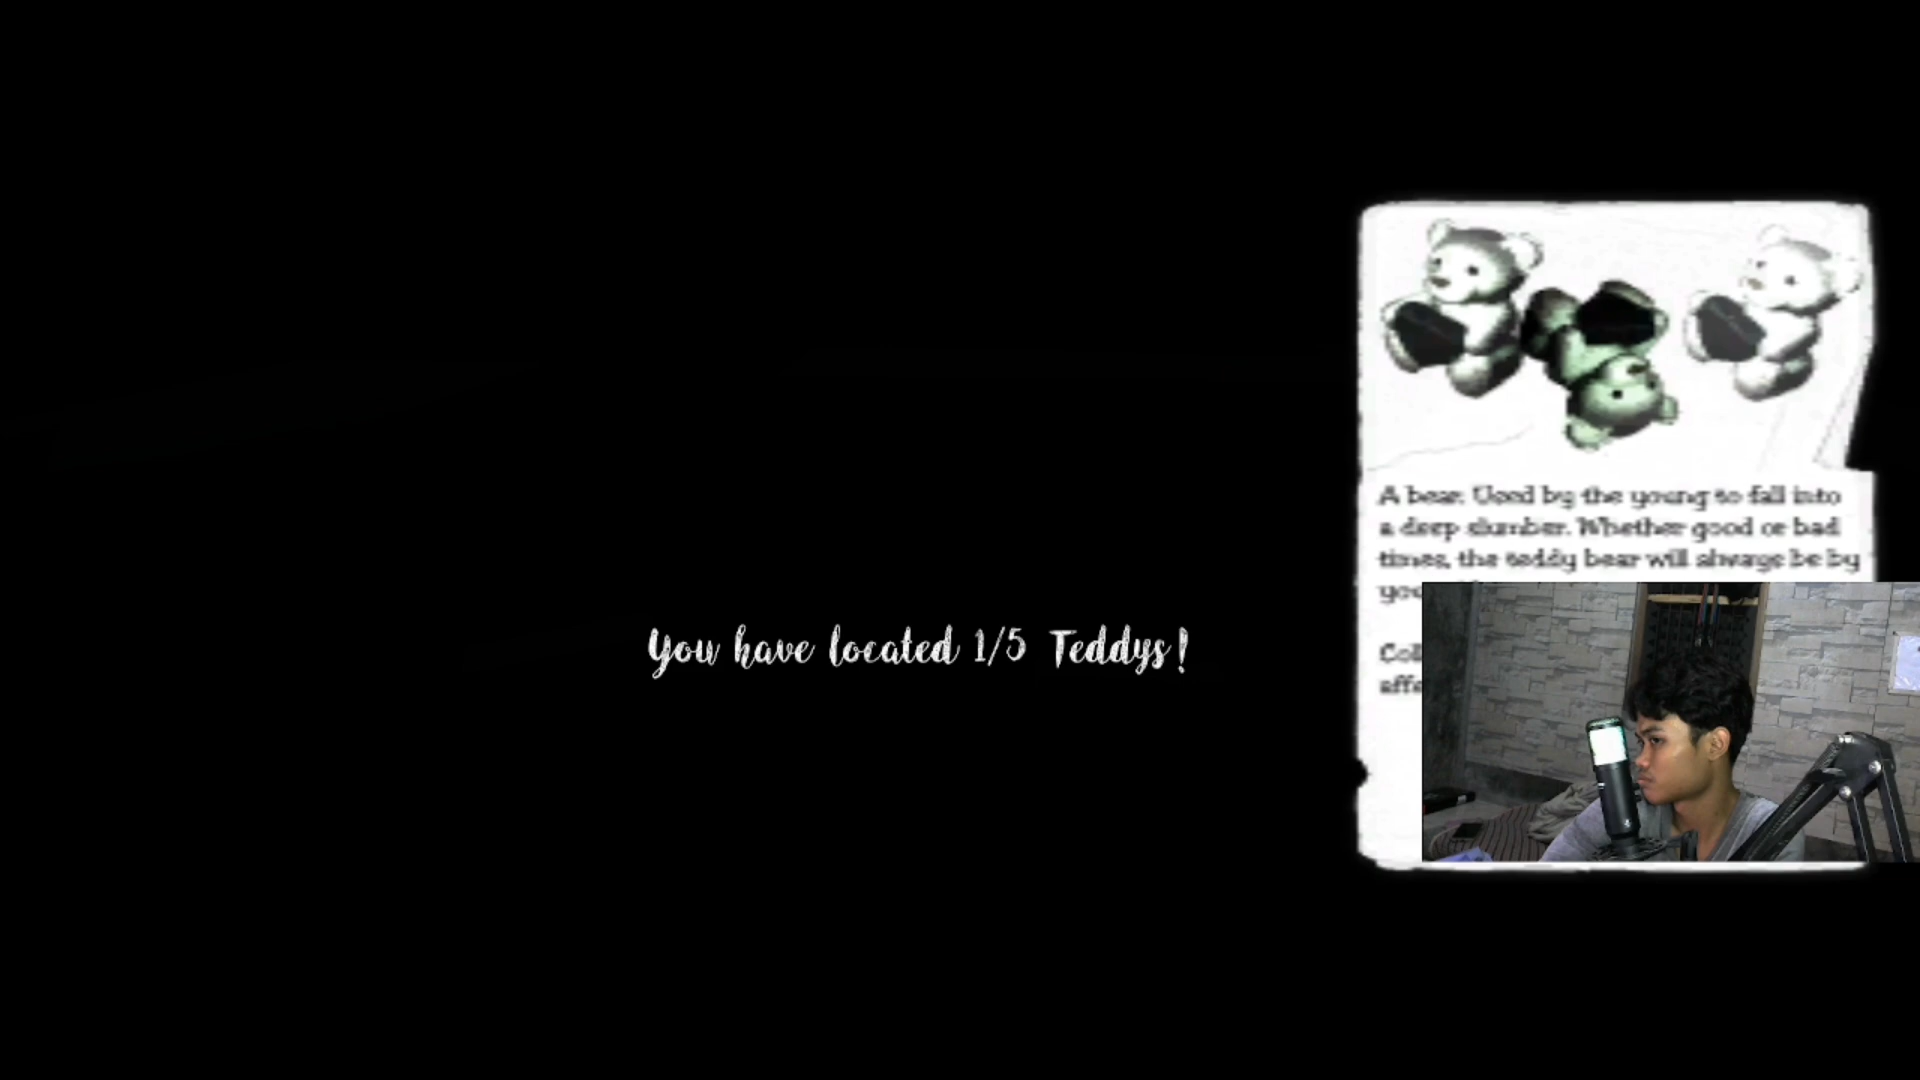 You have located 1/5 Teddys!
A bear. Used by the young to fall into
a deep slumber. Whether good or bad
times, the teddy bear will always be by